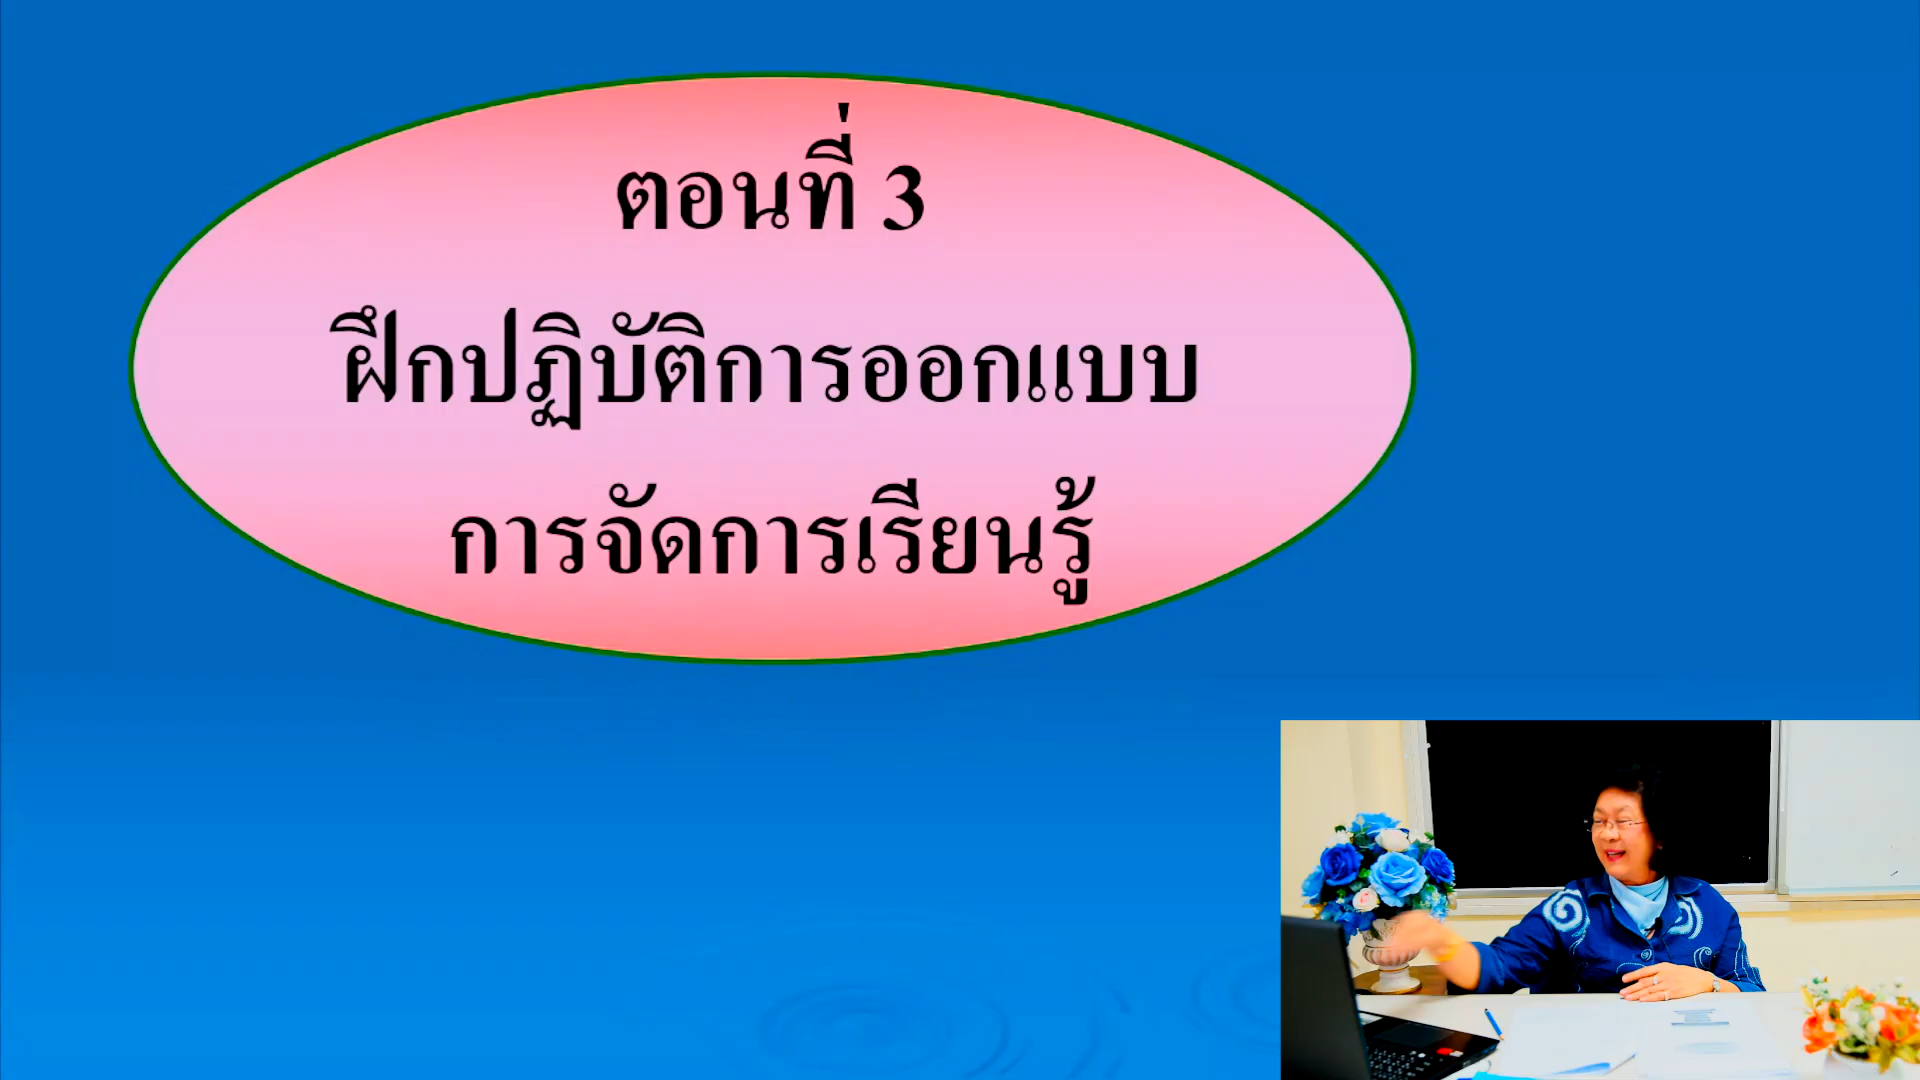 ตอนที่ 3
ฝึกปฏิบัติการออกแบบ
การจัดการเรียนรู้